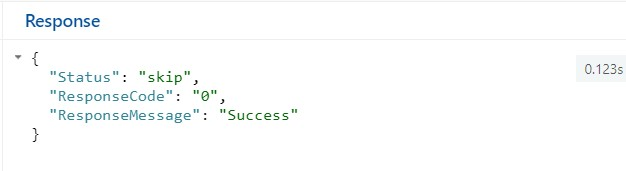 Response
{
"Status": "skip",
0.123s
"ResponseCode": "0",
"ResponseMessage": "Success"
}